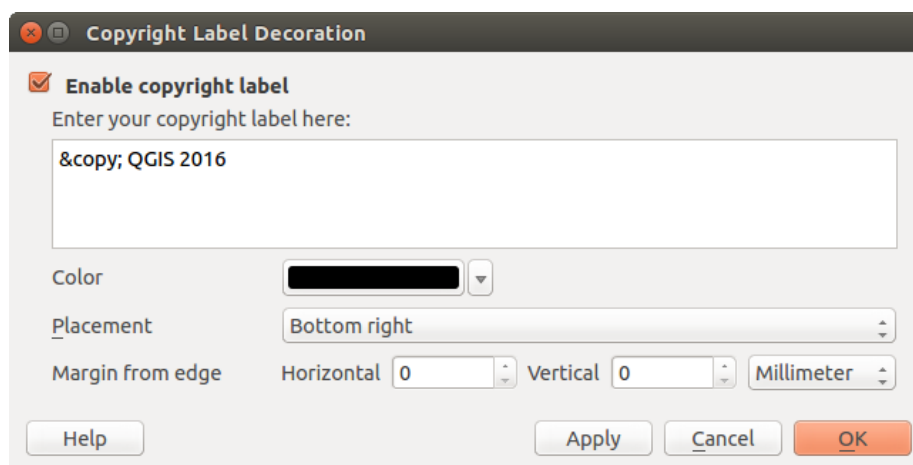 Copyright Label Decoration
Enable copyright label
Enter your copyright label here:
&copy; QGIS 2016
Color
Placement
Bottom right
Margin from edge Horizontal 0 Vertical 0 Millimeter
Help Apply Cancel OK